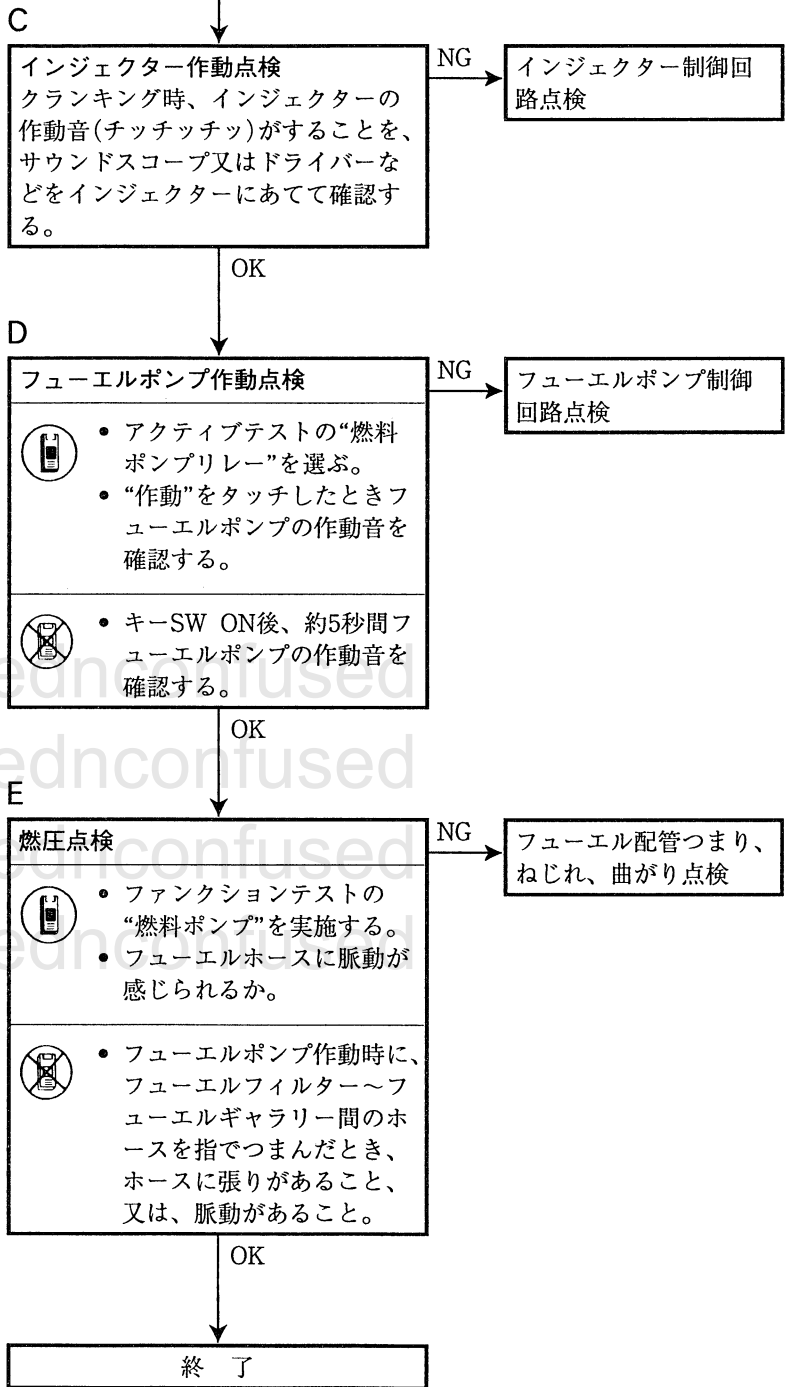 C
インジェクター作動点検
クランキング時、インジェクターの
作動音(チッチッチッ)がすることを、
サウンドスコープ又はドライバーな
どをインジェクターにあてて確認す
る。
NG
インジェクター制御回
路点検
OK
D
フューエルポンプ作動点検
• アクティブテストの“燃料
ポンプリレー”を選ぶ。
• “作動”をタッチしたときフ
ューエルポンプの作動音を
確認する。
• キーSW ON後、約5秒間フ
ューエルポンプの作動音を
確認する。
NG
フューエルポンプ制御
回路点検
OK
E
燃圧点検
• ファンクションテストの
“燃料ポンプ”を実施する。
• フューエルホースに脈動が
感じられるか。
• フューエルポンプ作動時に、
フューエルフィルター～フ
ューエルギャラリー間のホ
ースを指でつまんだとき、
ホースに張りがあること、
又は、脈動があること。
NG
フューエル配管つまり、
ねじれ、曲がり点検
OK
終 了
ednconfused
ednconfused
ednconfused
ednconfused